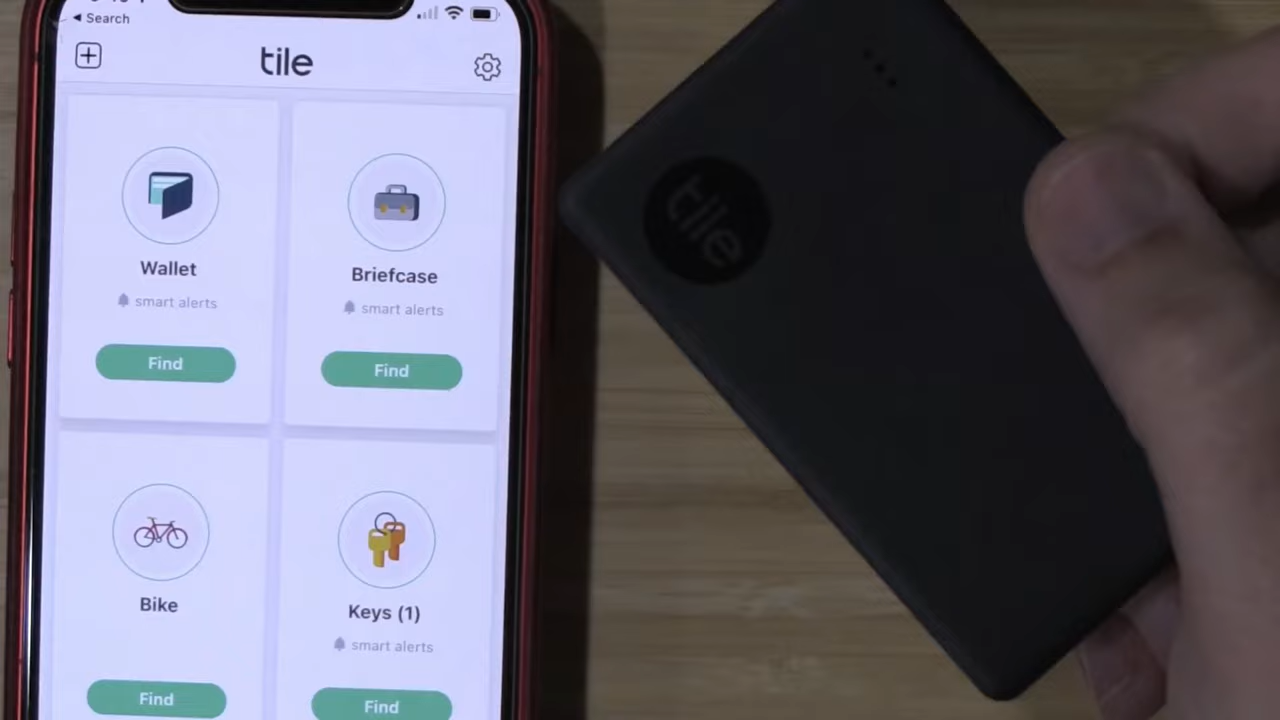 ◀ Search
tile
Wallet
smart alerts
Find
Briefcase
smart alerts
Find
Bike
Find
Keys (1)
smart alerts
Find
tile